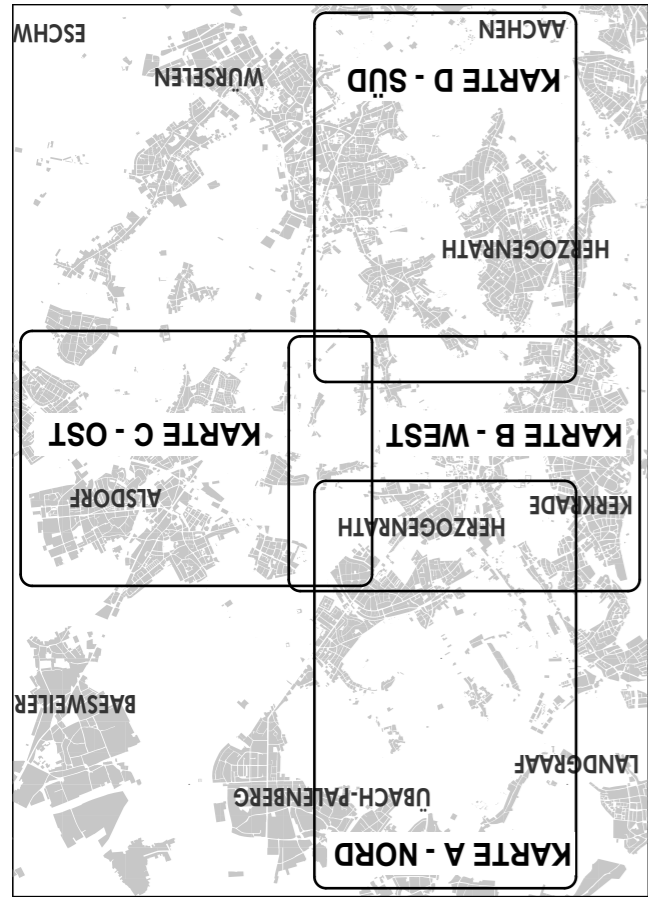 KARTE A - NORD
ÜBACH-PALENBERG
LANDGRAAF
BAESWEILER
HERZOGENRATH
KERKRADE
ALSDORF
KARTE B - WEST
KARTE C - OST
HERZOGENRATH
KARTE D - SÜD
WÜRSELEN
AACHEN
ESCHW